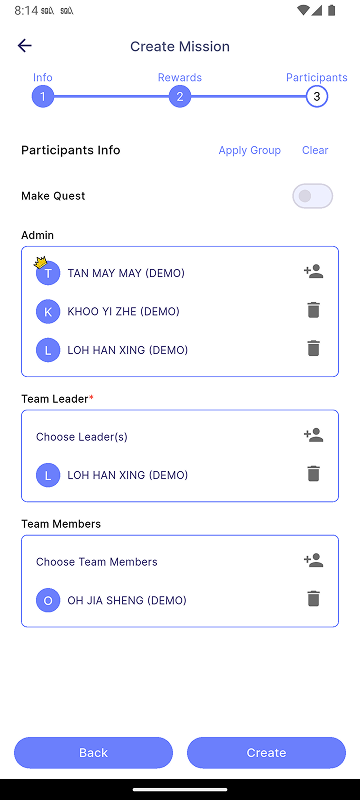 8:14
Create Mission
Info Rewards Participants
1 2 3
Participants Info Apply Group Clear
Make Quest
Admin
T TAN MAY MAY (DEMO)
K KHOO YI ZHE (DEMO)
L LOH HAN XING (DEMO)
Team Leader*
Choose Leader(s)
L LOH HAN XING (DEMO)
Team Members
Choose Team Members
O OH JIA SHENG (DEMO)
Back Create